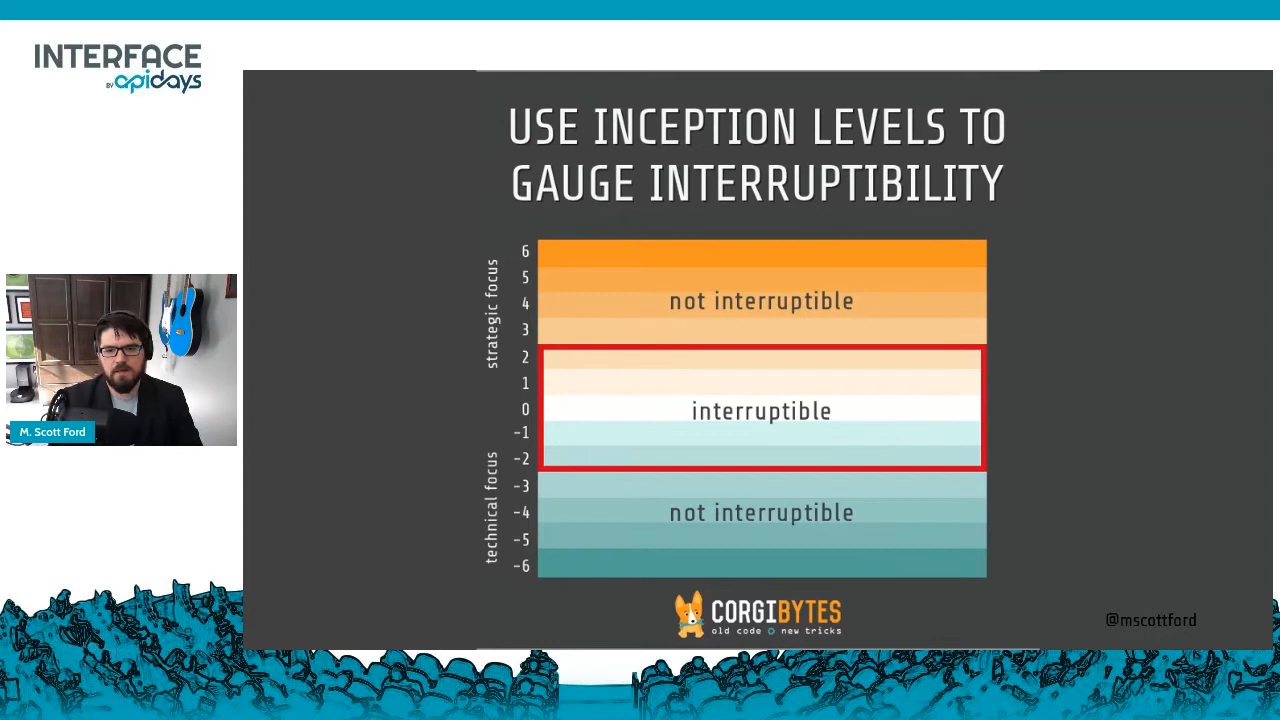 INTERFACE
BY apidays
USE INCEPTION LEVELS TO
GAUGE INTERRUPTIBILITY
strategic focus
technical focus
6
5
4
3
2
1
0
-1
-2
-3
-4
-5
-6
not interruptible
interruptible
not interruptible
M. Scott Ford
CORGIBYTES
old code new tricks
@mscottford